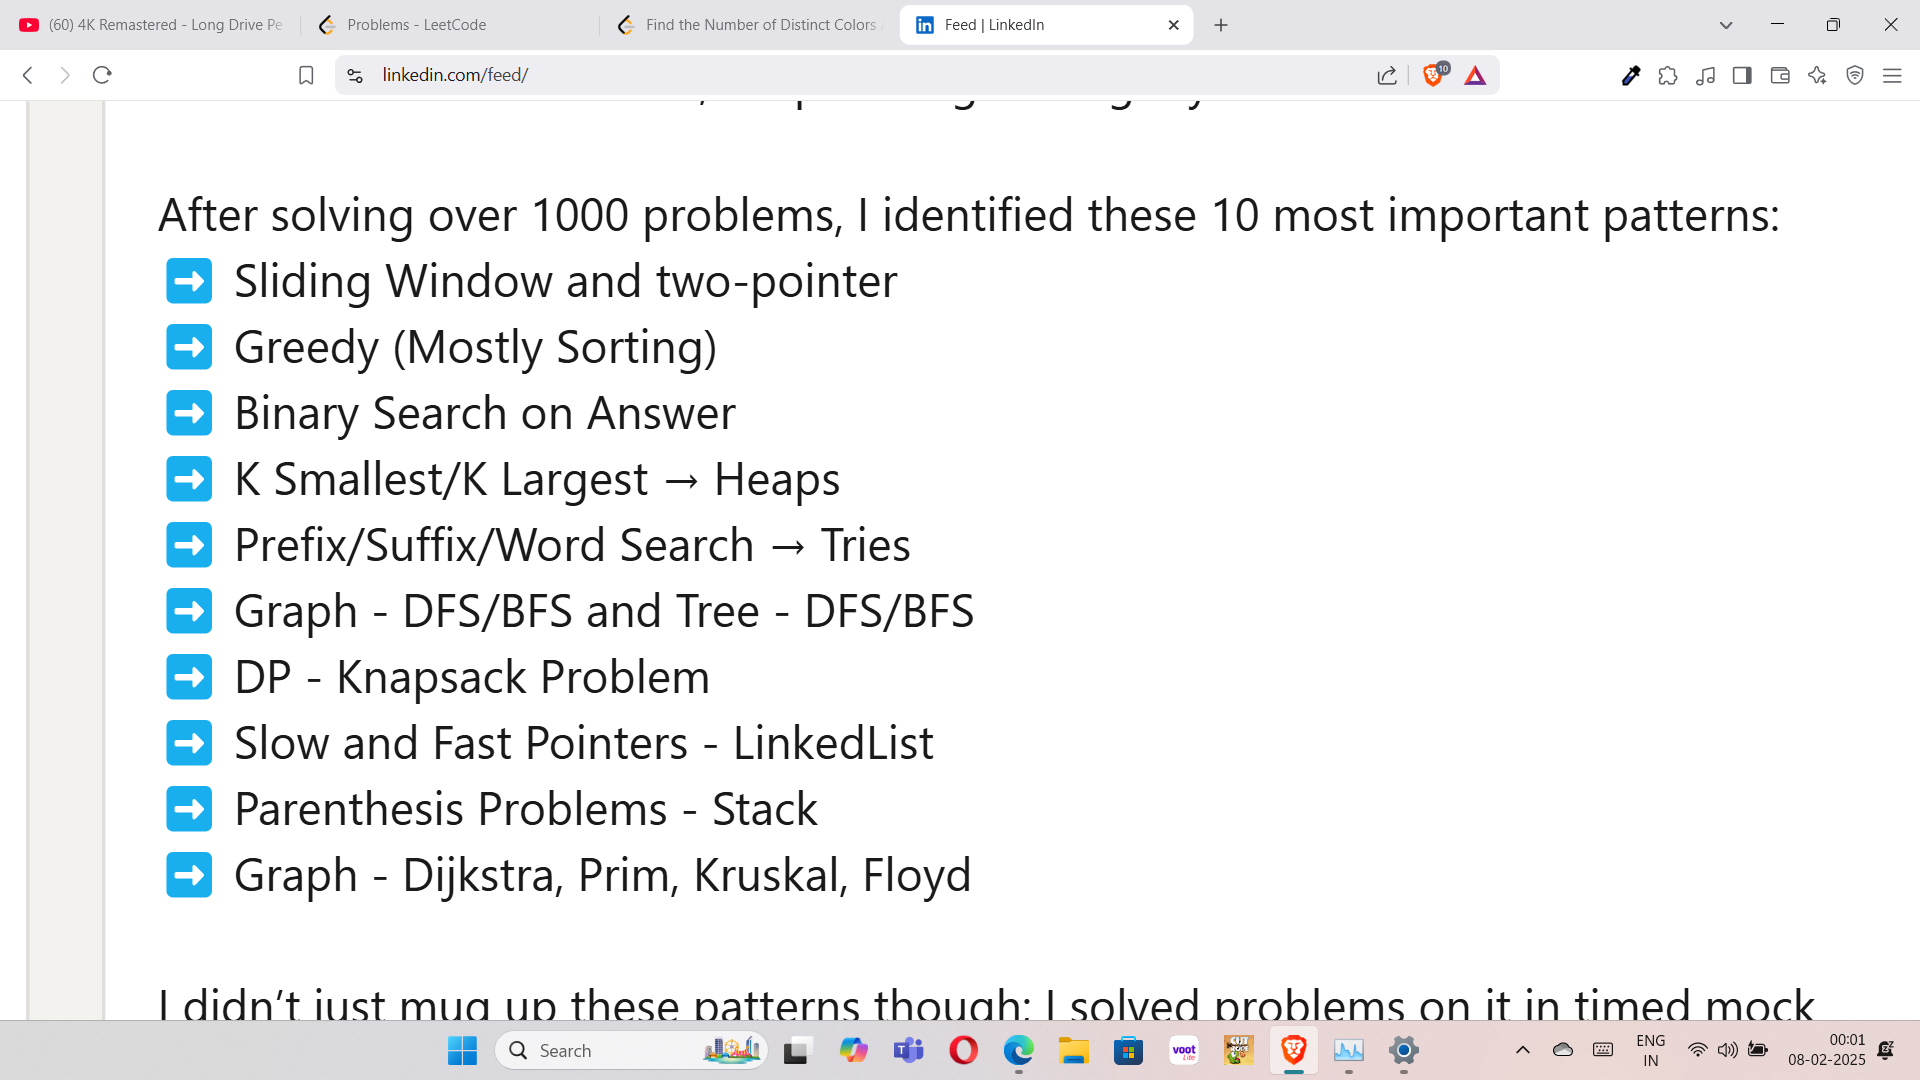 (60) 4K Remastered - Long Drive Pe
Problems - LeetCode
Find the Number of Distinct Colors
Feed | LinkedIn
linkedin.com/feed/
10
After solving over 1000 problems, I identified these 10 most important patterns:
➡ Sliding Window and two-pointer
➡ Greedy (Mostly Sorting)
➡ Binary Search on Answer
➡ K Smallest/K Largest → Heaps
➡ Prefix/Suffix/Word Search → Tries
➡ Graph - DFS/BFS and Tree - DFS/BFS
➡ DP - Knapsack Problem
➡ Slow and Fast Pointers - LinkedList
➡ Parenthesis Problems - Stack
➡ Graph - Dijkstra, Prim, Kruskal, Floyd
I didn’t just mug up these patterns though; I solved problems on it in timed mock
Search
voot
ENG
IN
00:01
08-02-2025